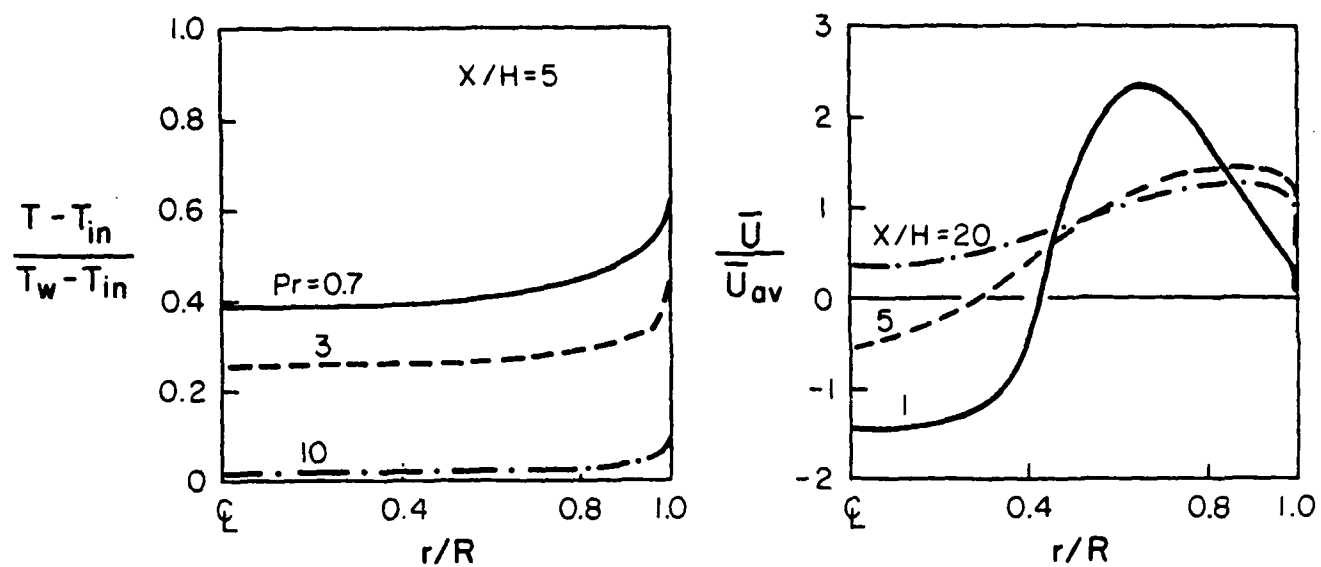 1.0
0.8
0.6
0.4
0.2
0
T - T_in
T_w - T_in
X/H=5
Pr=0.7
3
10
℄ 0.4 0.8 1.0
r/R
3
2
1
0
-1
-2
U̅
U̅_av
X/H=20
5
1
℄ 0.4 0.8 1.0
r/R